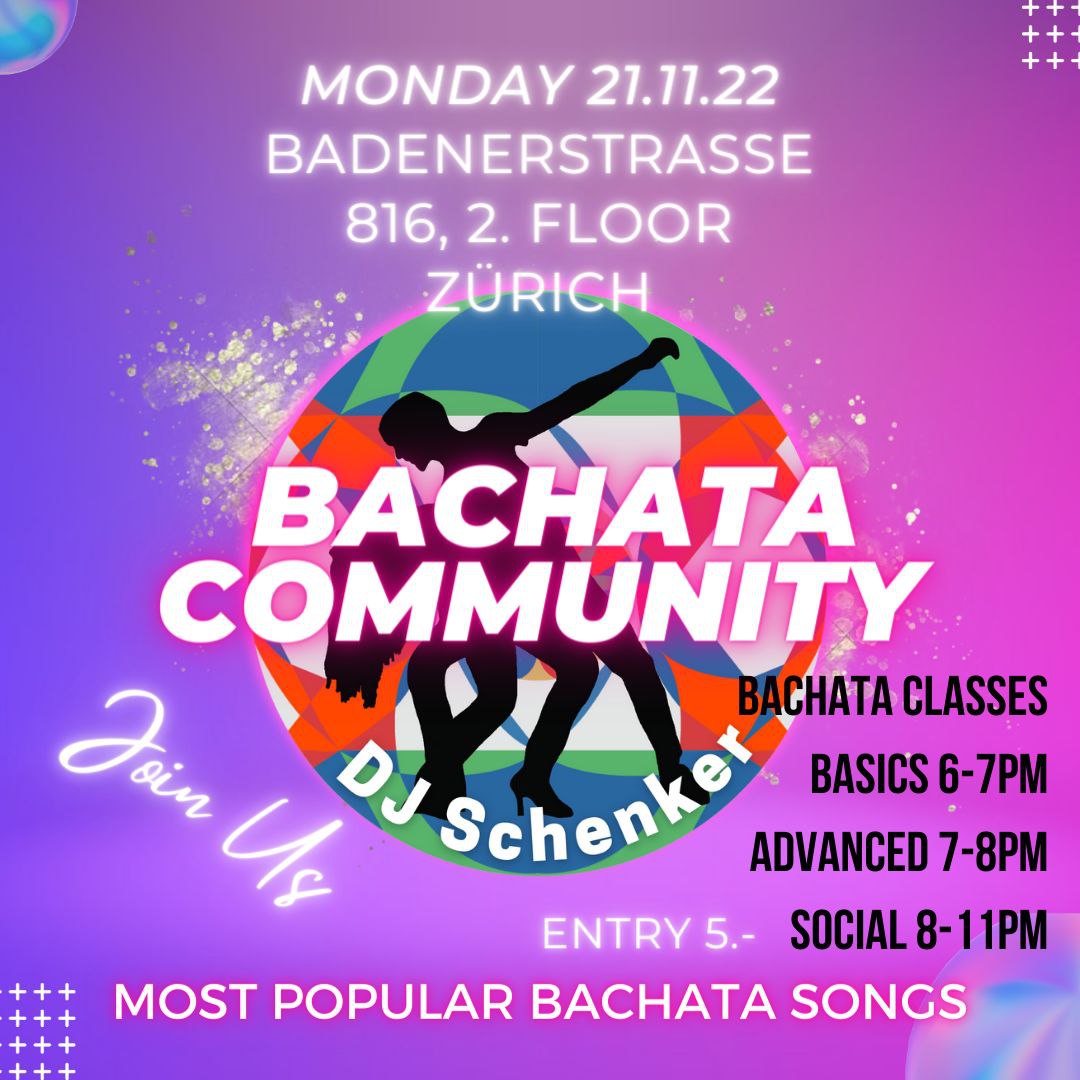 MONDAY 21.11.22
BADENERSTRASSE
816, 2. FLOOR
ZÜRICH
BACHATA
COMMUNITY
Join Us
DJ Schenker
BACHATA CLASSES
BASICS 6-7PM
ADVANCED 7-8PM
ENTRY 5.- SOCIAL 8-11PM
MOST POPULAR BACHATA SONGS